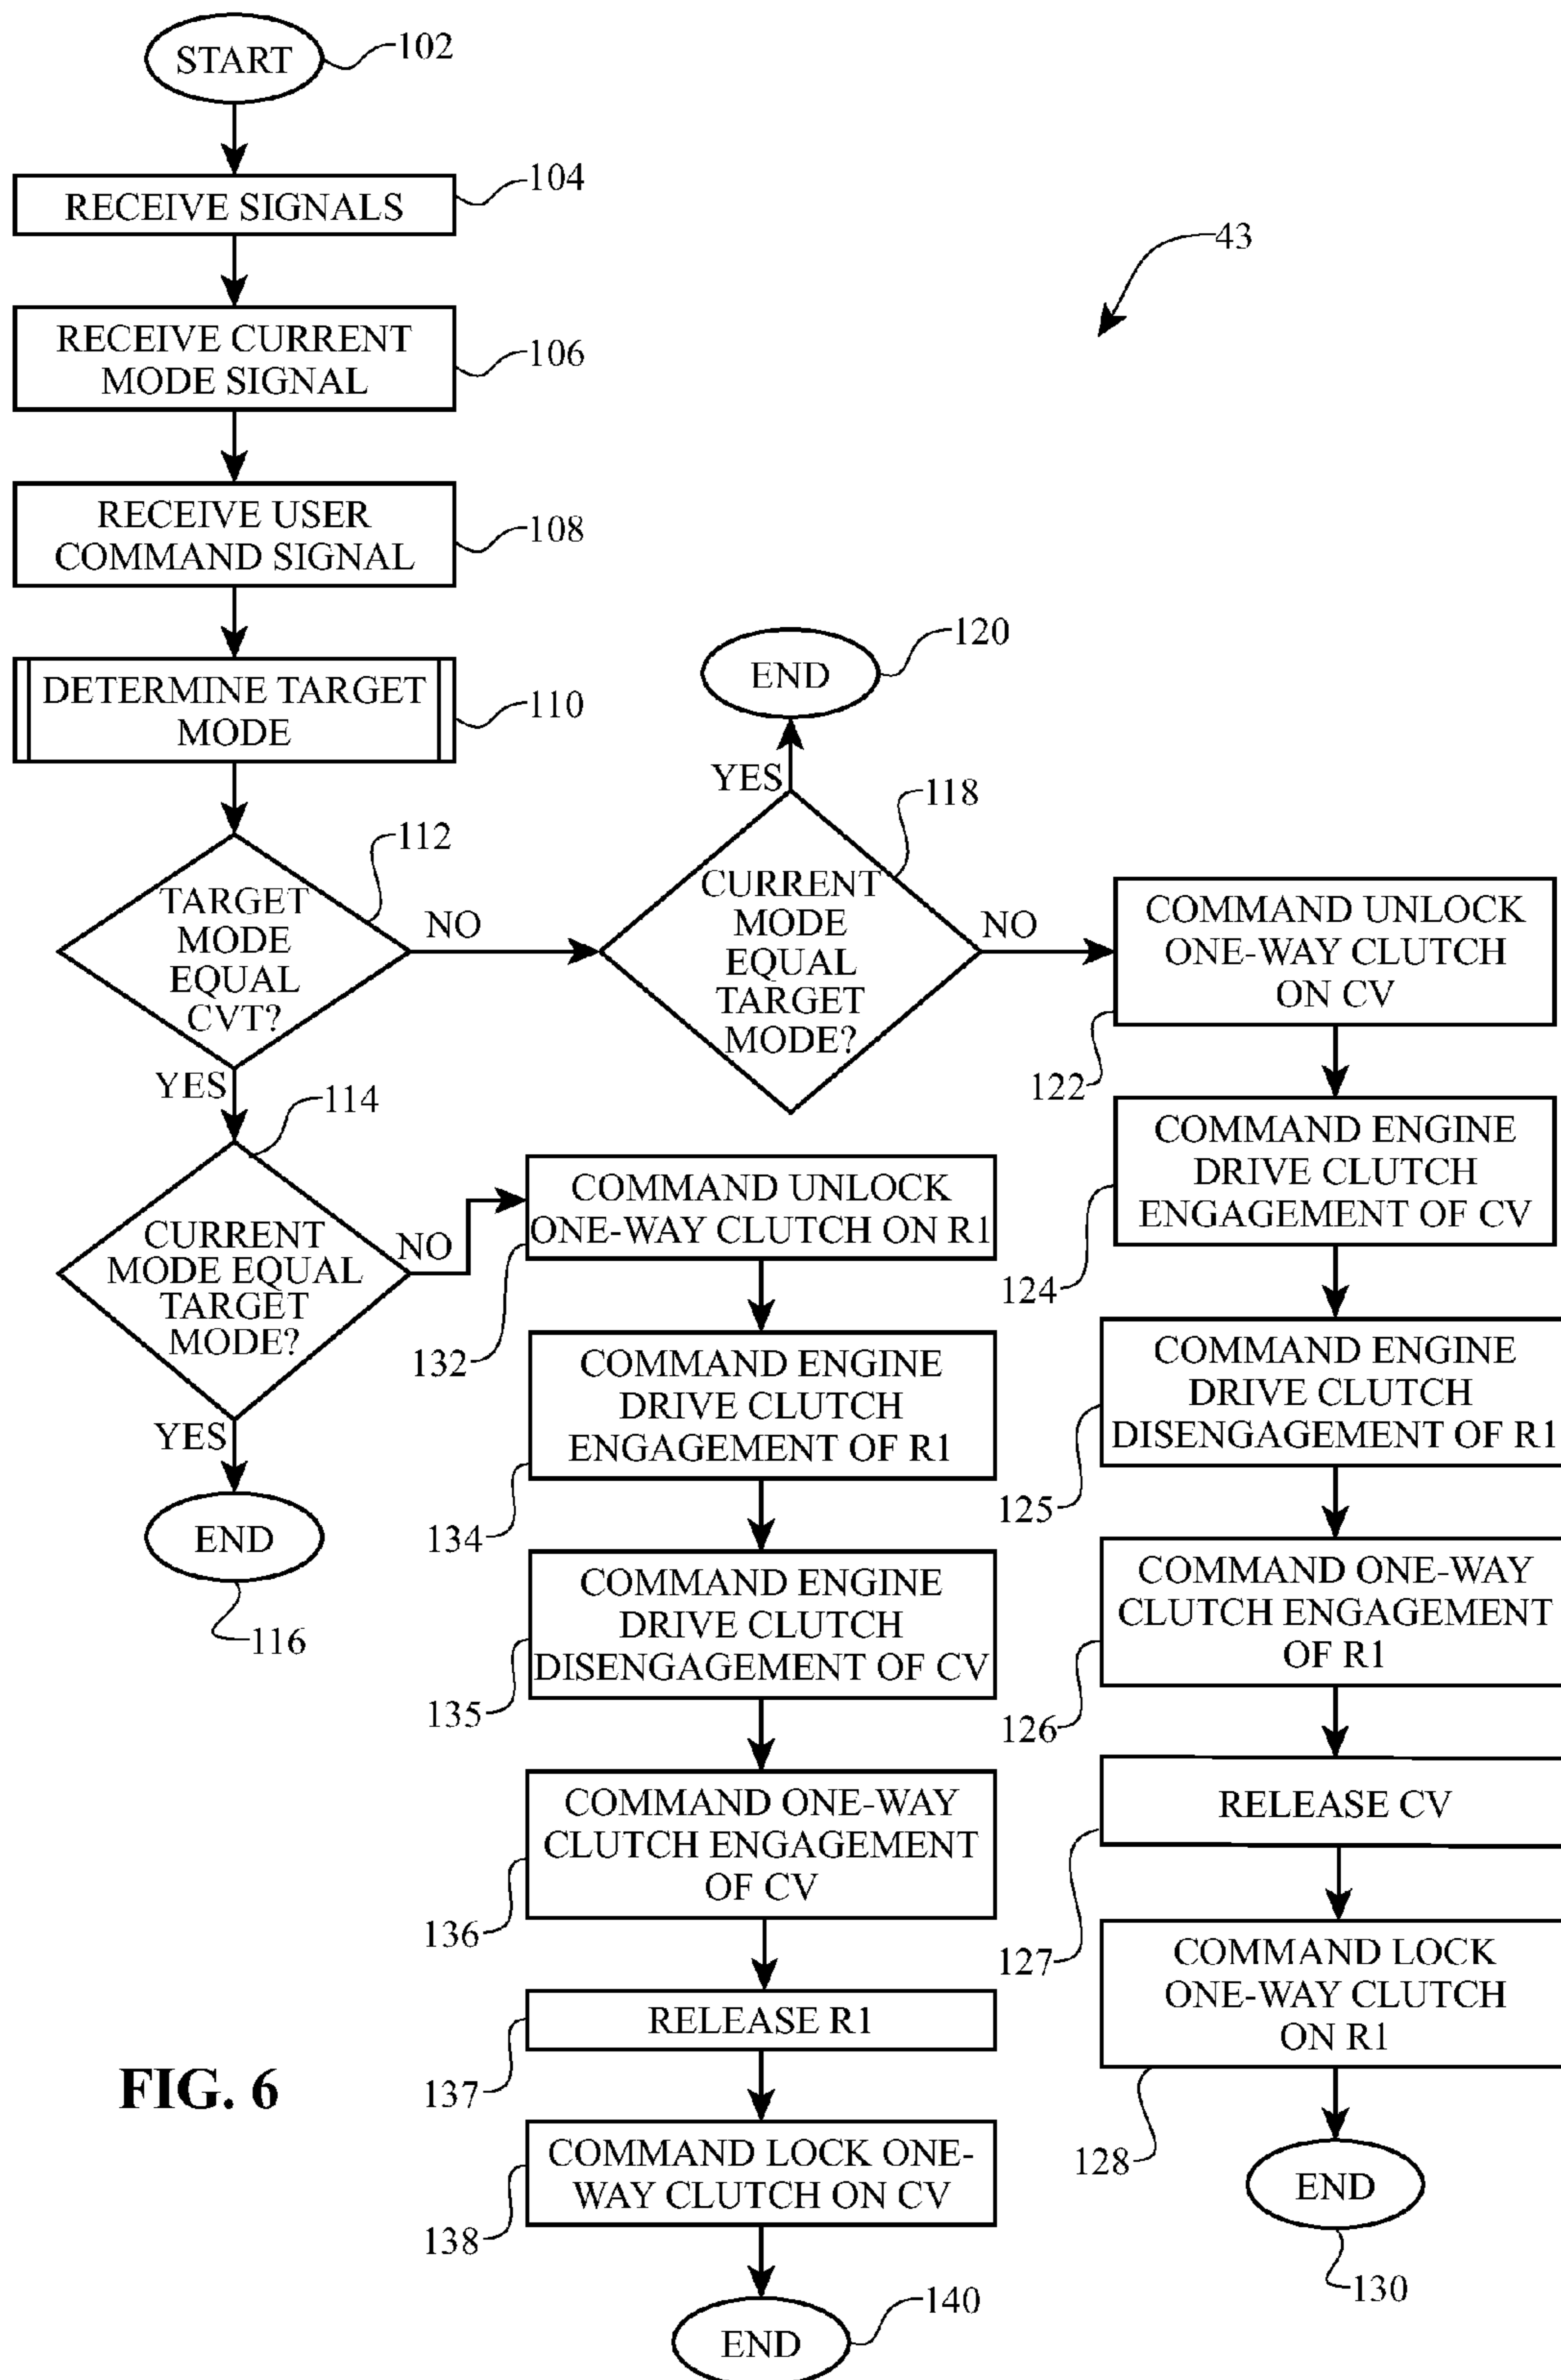 START
102
RECEIVE SIGNALS
104
43
RECEIVE CURRENT
MODE SIGNAL
106
RECEIVE USER
COMMAND SIGNAL
108
DETERMINE TARGET
MODE
110
TARGET
MODE
EQUAL
CVT?
112
NO
YES
END
120
YES
CURRENT
MODE
EQUAL
TARGET
MODE?
118
NO
CURRENT
MODE EQUAL
TARGET
MODE?
114
NO
YES
END
116
COMMAND UNLOCK
ONE-WAY CLUTCH ON R1
132
COMMAND ENGINE
DRIVE CLUTCH
ENGAGEMENT OF R1
134
COMMAND ENGINE
DRIVE CLUTCH
DISENGAGEMENT OF CV
135
COMMAND ONE-WAY
CLUTCH ENGAGEMENT
OF CV
136
RELEASE R1
137
COMMAND LOCK ONE-
WAY CLUTCH ON CV
138
END
140
COMMAND UNLOCK
ONE-WAY CLUTCH
ON CV
122
COMMAND ENGINE
DRIVE CLUTCH
ENGAGEMENT OF CV
124
COMMAND ENGINE
DRIVE CLUTCH
DISENGAGEMENT OF R1
125
COMMAND ONE-WAY
CLUTCH ENGAGEMENT
OF R1
126
RELEASE CV
127
COMMAND LOCK
ONE-WAY CLUTCH
ON R1
128
END
130
FIG. 6